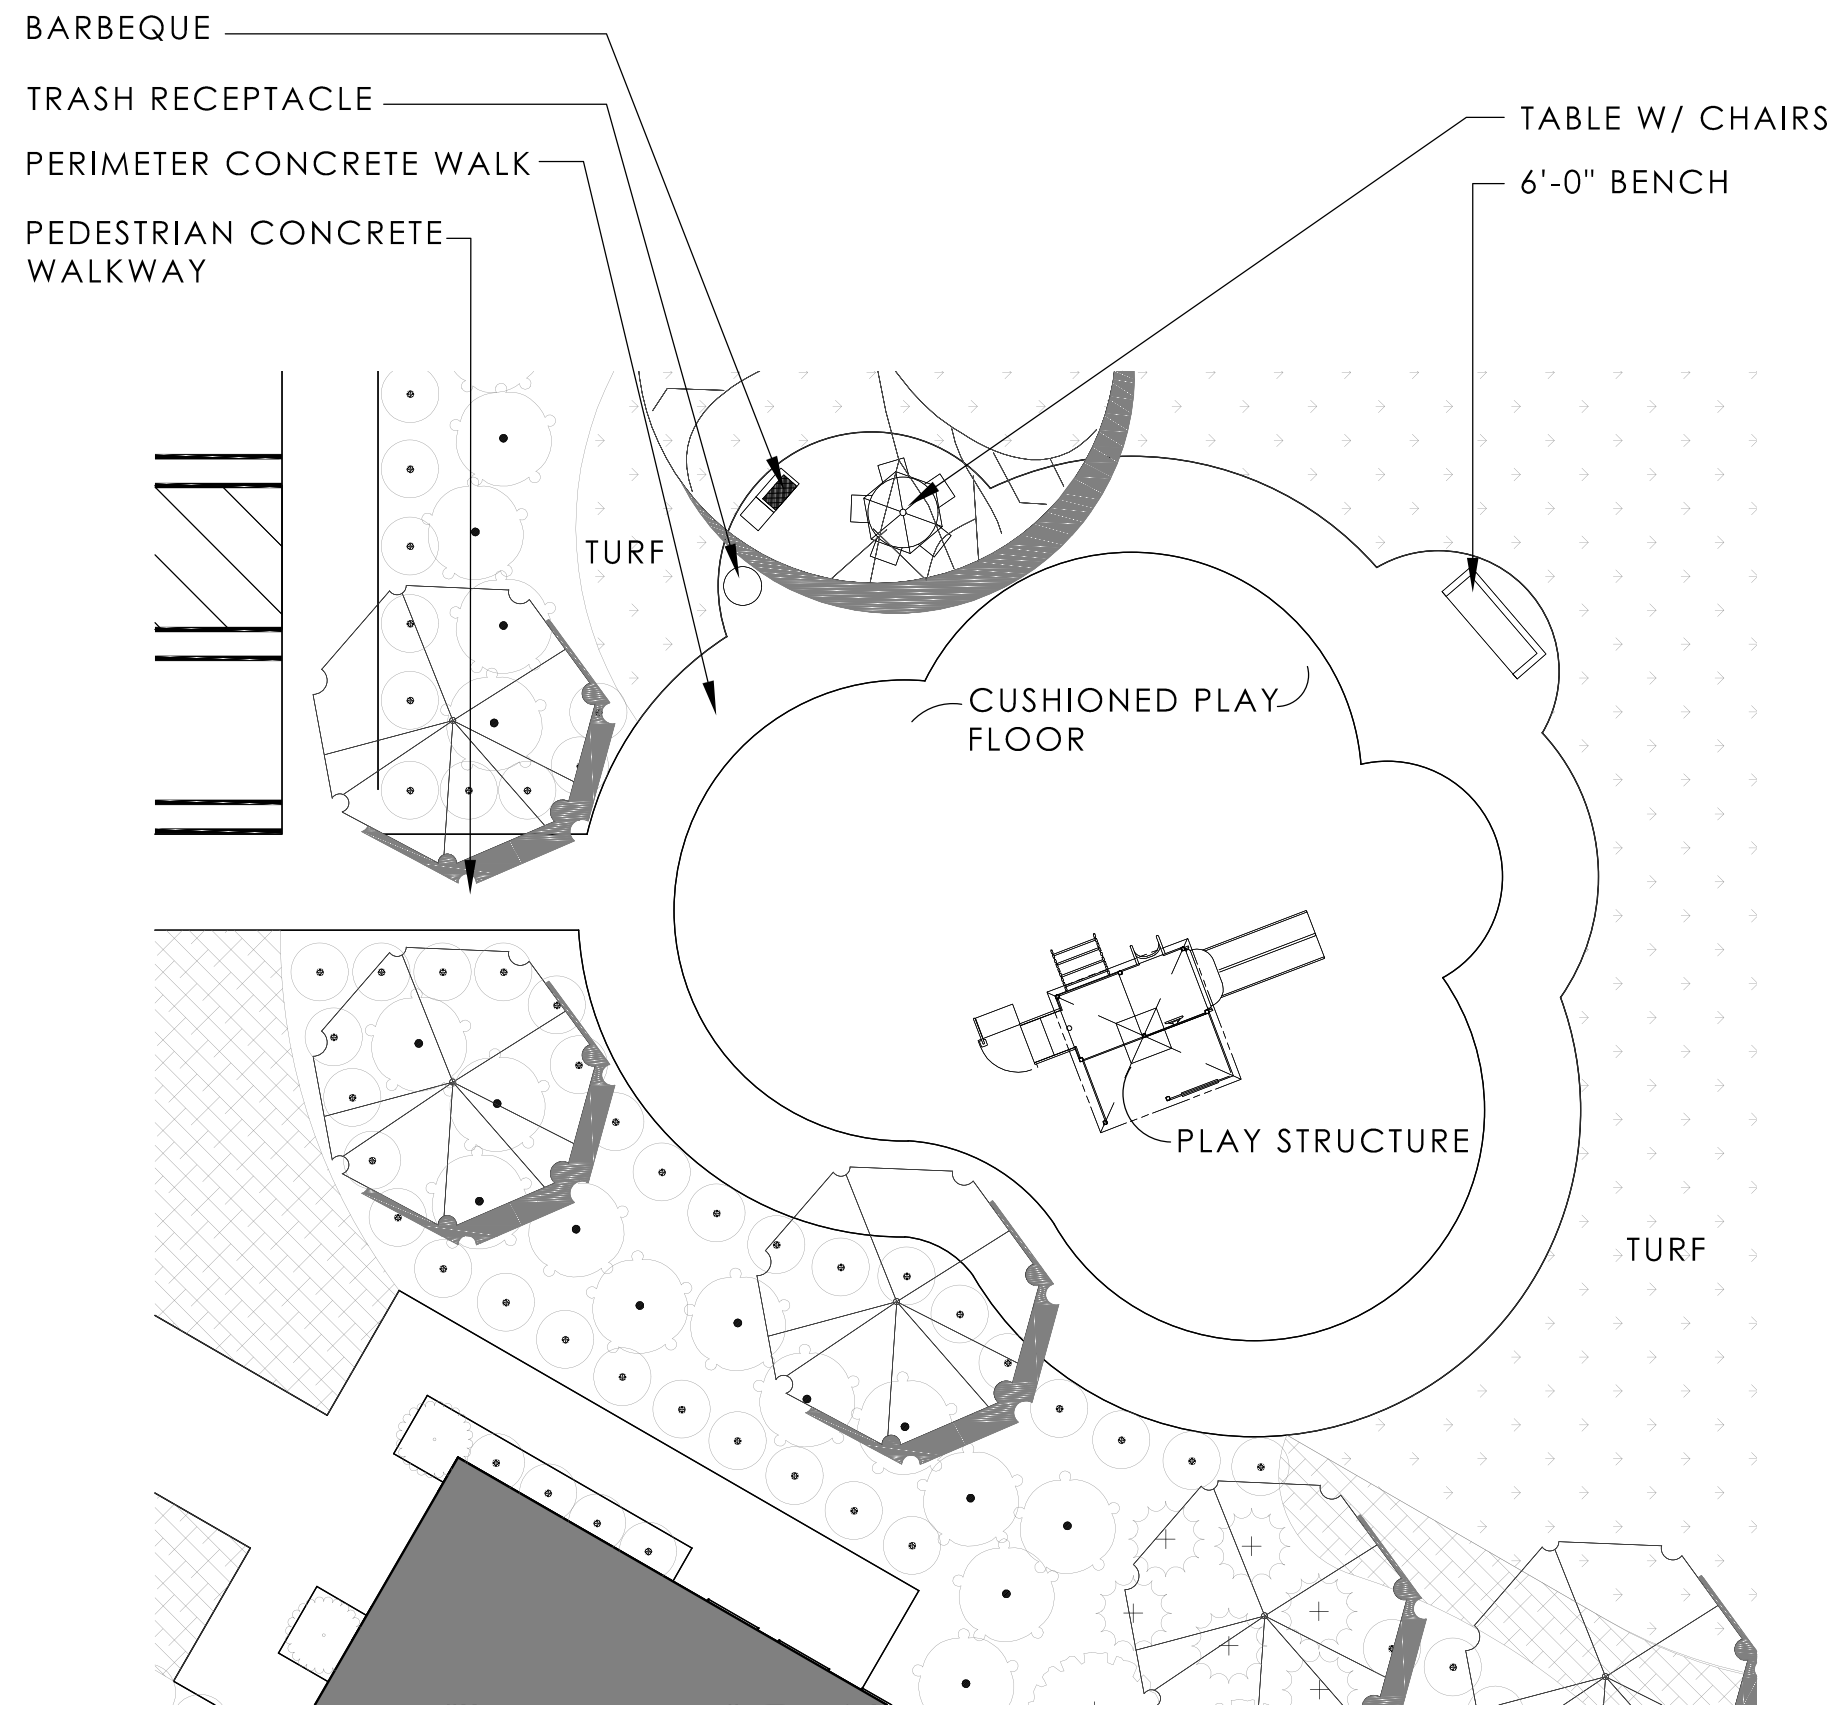 BARBEQUE
TRASH RECEPTACLE
PERIMETER CONCRETE WALK
PEDESTRIAN CONCRETE
WALKWAY
TABLE W/ CHAIRS
6'-0" BENCH
TURF
CUSHIONED PLAY
FLOOR
PLAY STRUCTURE
TURF